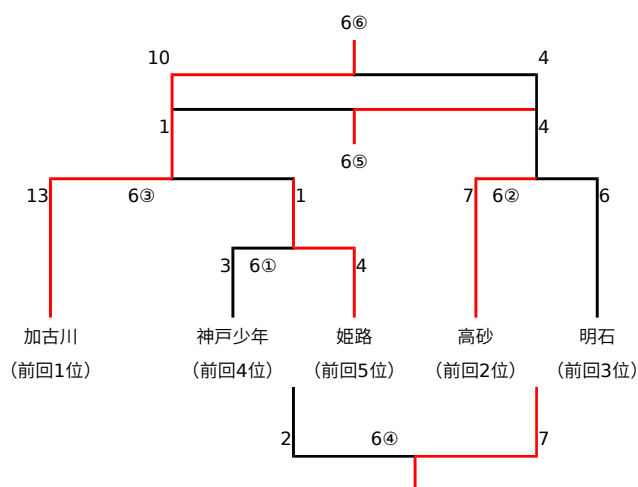 6⑥
10 4
1 4
6⑤
13 6③ 1 7 6② 6
3 6① 4
加古川 神戸少年 姫路 高砂 明石
（前回1位） （前回4位） （前回5位） （前回2位） （前回3位）
2 6④ 7